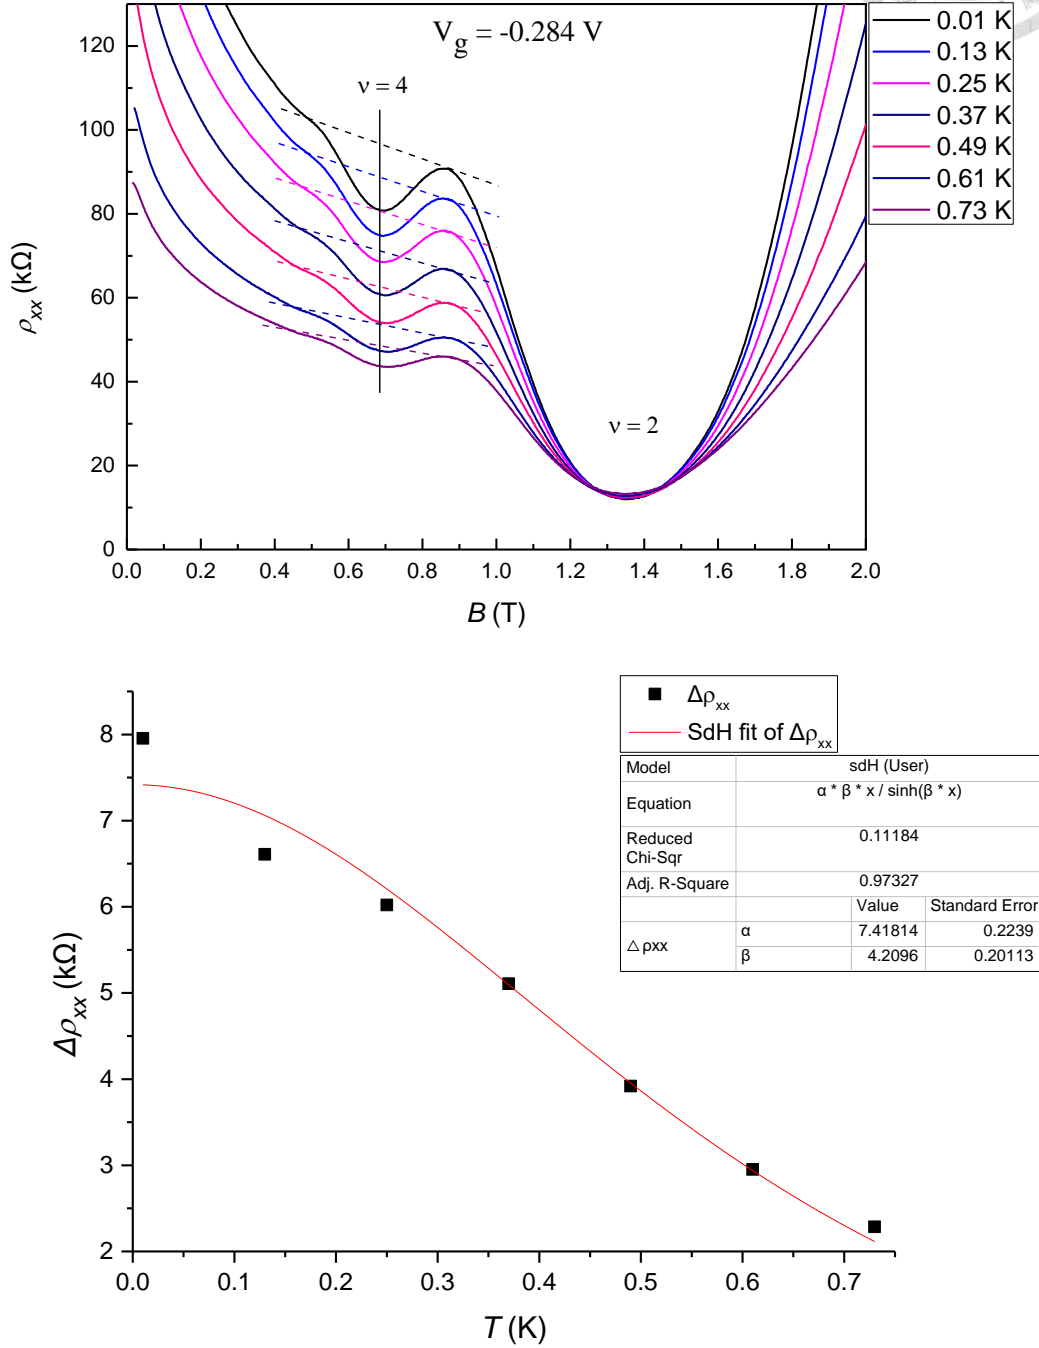 V_g = -0.284 V
ν = 4
ν = 2
0.01 K
0.13 K
0.25 K
0.37 K
0.49 K
0.61 K
0.73 K
ρ_xx (kΩ)
120
100
80
60
40
20
0
0.0 0.2 0.4 0.6 0.8 1.0 1.2 1.4 1.6 1.8 2.0
B (T)
Δρ_xx
SdH fit of Δρ_xx
Model sdH (User)
Equation α * β * x / sinh(β * x)
Reduced Chi-Sqr 0.11184
Adj. R-Square 0.97327
Value Standard Error
△ ρxx α 7.41814 0.2239
β 4.2096 0.20113
Δρ_xx (kΩ)
8
7
6
5
4
3
2
0.0 0.1 0.2 0.3 0.4 0.5 0.6 0.7
T (K)